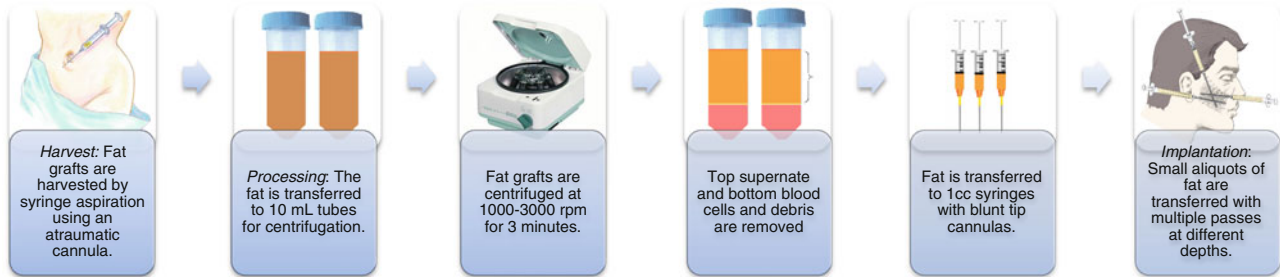 Harvest: Fat
grafts are
harvested by
syringe aspiration
using an
atraumatic
cannula.
Processing: The
fat is transferred
to 10 mL tubes
for centrifugation.
Fat grafts are
centrifuged at
1000-3000 rpm
for 3 minutes.
Top supernate
and bottom blood
cells and debris
are removed
Fat is transferred
to 1cc syringes
with blunt tip
cannulas.
Implantation:
Small aliquots of
fat are
transferred with
multiple passes
at different
depths.